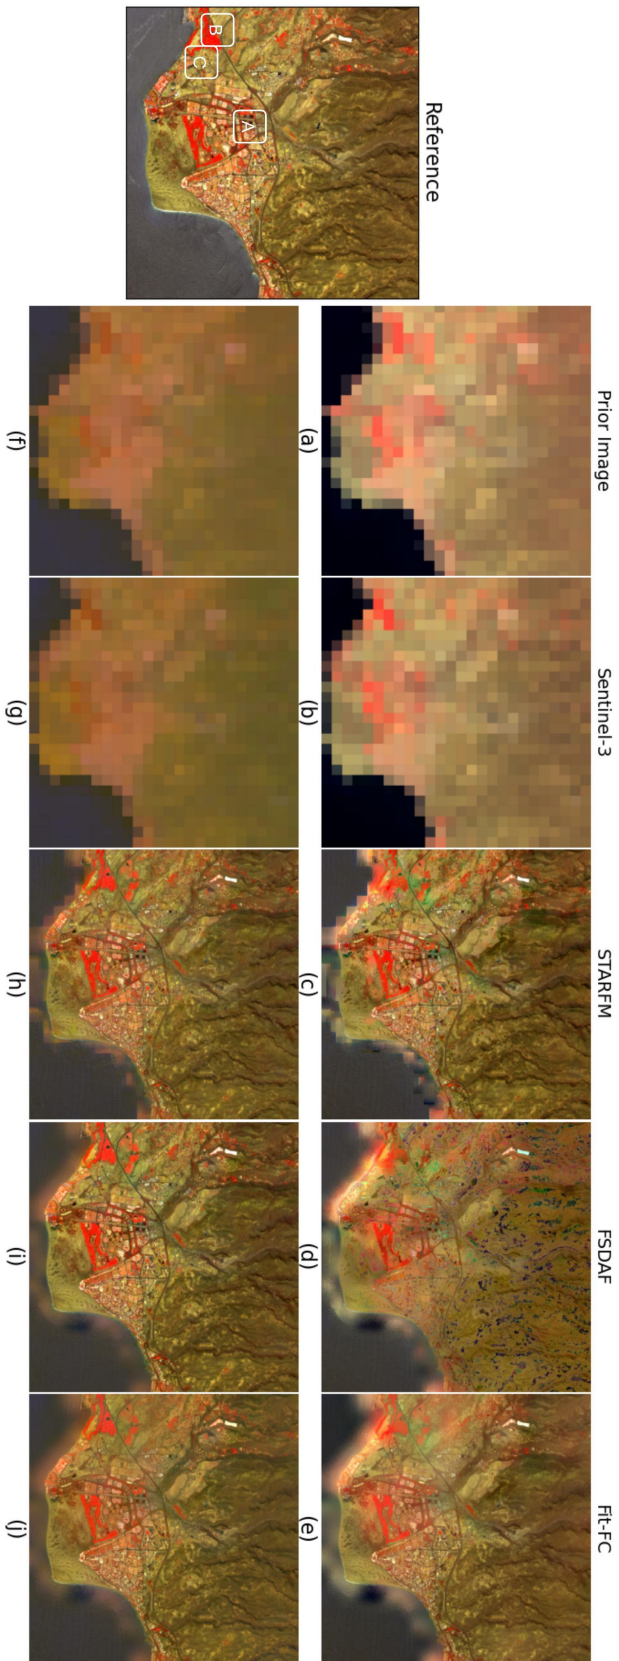 Reference
A
B
C
Prior Image
Sentinel-3
STARFM
FSDAF
Fit-FC
(a)
(b)
(c)
(d)
(e)
(f)
(g)
(h)
(i)
(j)